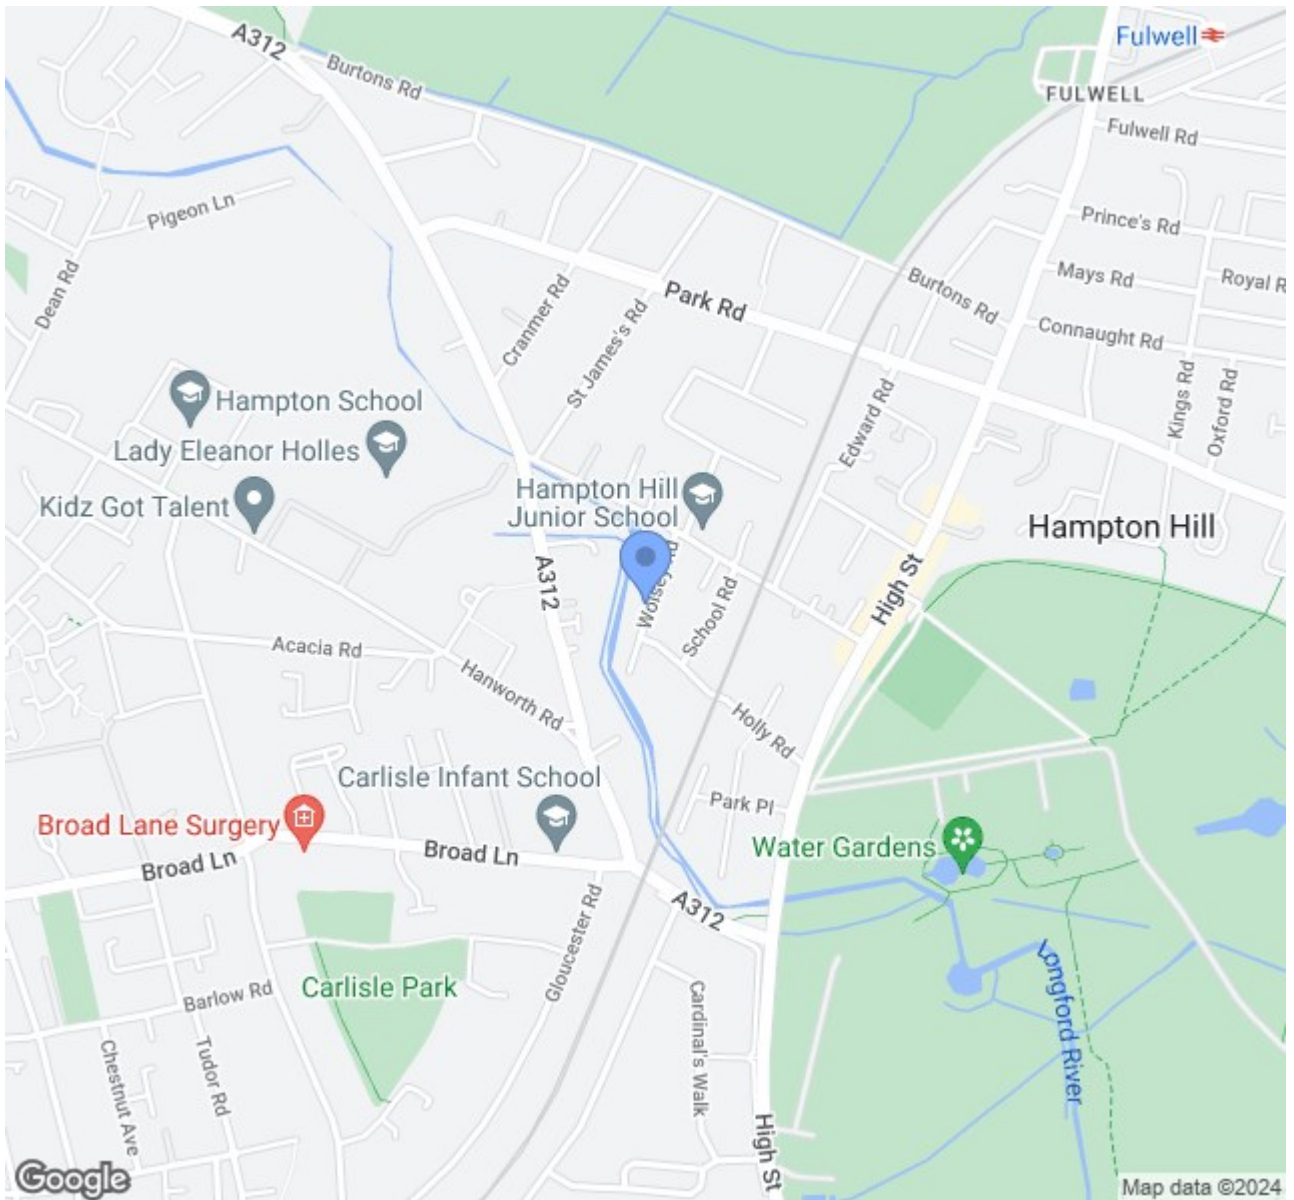 A312
Burtons Rd
Fulwell
FULWELL
Fulwell Rd
Pigeon Ln
Prince's Rd
Dean Rd
Mays Rd
Royal R
Burtons Rd
Park Rd
Cranmer Rd
St James's Rd
Connaught Rd
Kings Rd
Oxford Rd
Hampton School
Edward Rd
Lady Eleanor Holles
Kidz Got Talent
Hampton Hill
Junior School
Hampton Hill
A312
High St
School Rd
Acacia Rd
Hanworth Rd
Holly Rd
Carlisle Infant School
Park Pl
Broad Lane Surgery
Broad Ln
Broad Ln
Water Gardens
A312
Gloucester Rd
Longford River
Carlisle Park
Barlow Rd
Cardinal's Walk
Tudor Rd
Chestnut Ave
High St
Google
Map data ©2024